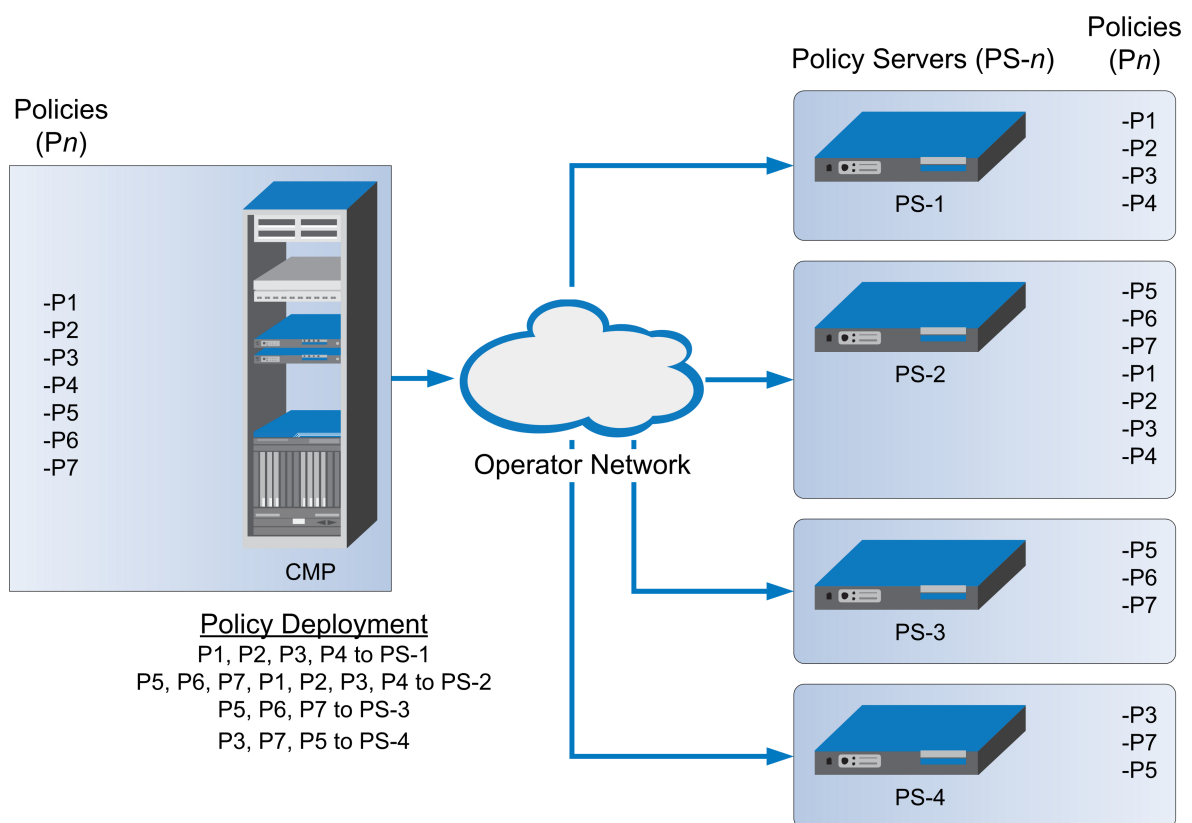 Policies
(Pn)
-P1
-P2
-P3
-P4
-P5
-P6
-P7
CMP
Policy Deployment
P1, P2, P3, P4 to PS-1
P5, P6, P7, P1, P2, P3, P4 to PS-2
P5, P6, P7 to PS-3
P3, P7, P5 to PS-4
Operator Network
Policy Servers (PS-n)
Policies
(Pn)
PS-1
-P1
-P2
-P3
-P4
PS-2
-P5
-P6
-P7
-P1
-P2
-P3
-P4
PS-3
-P5
-P6
-P7
PS-4
-P3
-P7
-P5